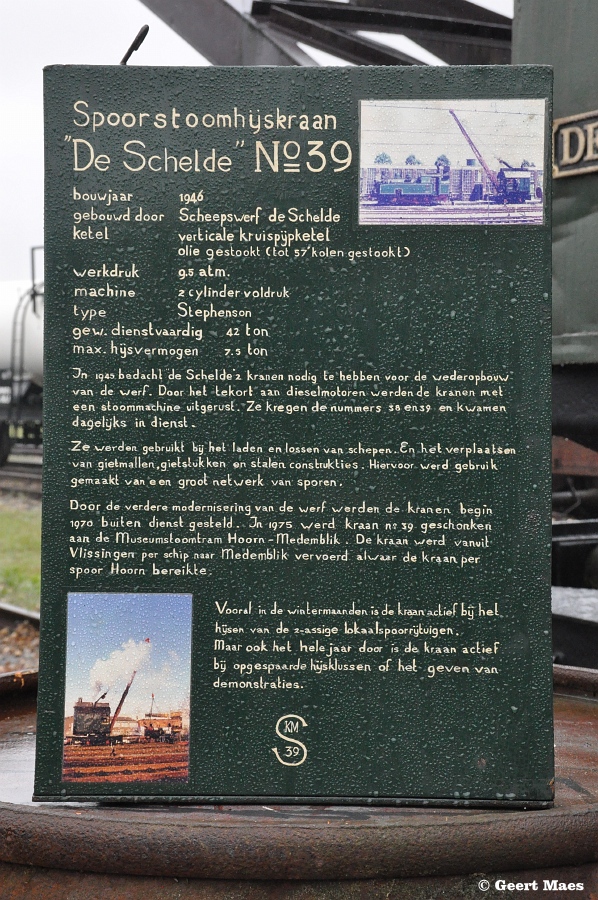 Spoorstoomhijskraan
"De Schelde" No39
bouwjaar 1946
gebouwd door Scheepswerf de Schelde
ketel verticale kruispijpketel
olie gestookt (tot 57 kolen gestookt)
werkdruk 9.5 atm.
machine 2 cylinder voldruk
type Stephenson
gew. dienstvaardig 42 ton
max. hijsvermogen 7.5 ton
In 1945 bedacht de Schelde 2 kranen nodig te hebben voor de wederopbouw
van de werf. Door het tekort aan dieselmotoren werden de kranen met
een stoommachine uitgerust. Ze kregen de nummers 38 en 39 en kwamen
dagelijks in dienst.
Ze werden gebruikt bij het laden en lossen van schepen. En het verplaatsen
van gietmallen, gietstukken en stalen construkties. Hiervoor werd gebruik
gemaakt van een groot netwerk van sporen.
Door de verdere modernisering van de werf werden de kranen begin
1970 buiten dienst gesteld. In 1975 werd kraan no 39 geschonken
aan de Museumstoomtram Hoorn-Medemblik. De kraan werd vanuit
Vlissingen per schip naar Medemblik vervoerd alwaar de kraan per
spoor Hoorn bereikte.
Vooral in de wintermaanden is de kraan actief bij het
hijsen van de 2-assige lokaalspoorrijtuigen.
Maar ook het hele jaar door is de kraan actief
bij opgespaarde hijsklussen of het geven van
demonstraties.
KM
S
39
DE
© Geert Maes